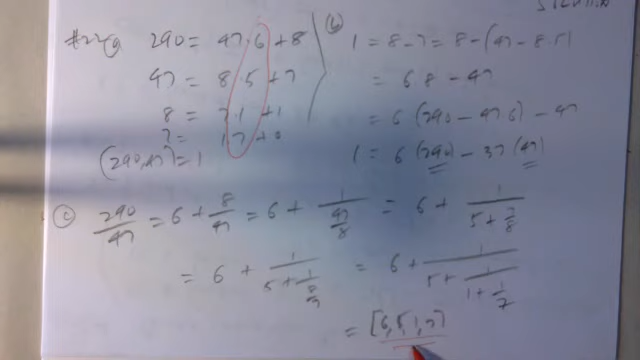 #22(a) 290 = 47·6 + 8
47 = 8·5 + 7
8 = 7·1 + 1
7 = 1·7 + 0
(290, 47) = 1
(b) 1 = 8 - 7 = 8 - (47 - 8·5)
= 6·8 - 47
= 6(290 - 47·6) - 47
1 = 6(290) - 37(47)
(c) 290/47 = 6 + 8/47 = 6 + 1/(47/8) = 6 + 1/(5 + 7/8)
= 6 + 1/(5 + 1/(8/7)) = 6 + 1/(5 + 1/(1 + 1/7))
= [6, 5, 1, 7]